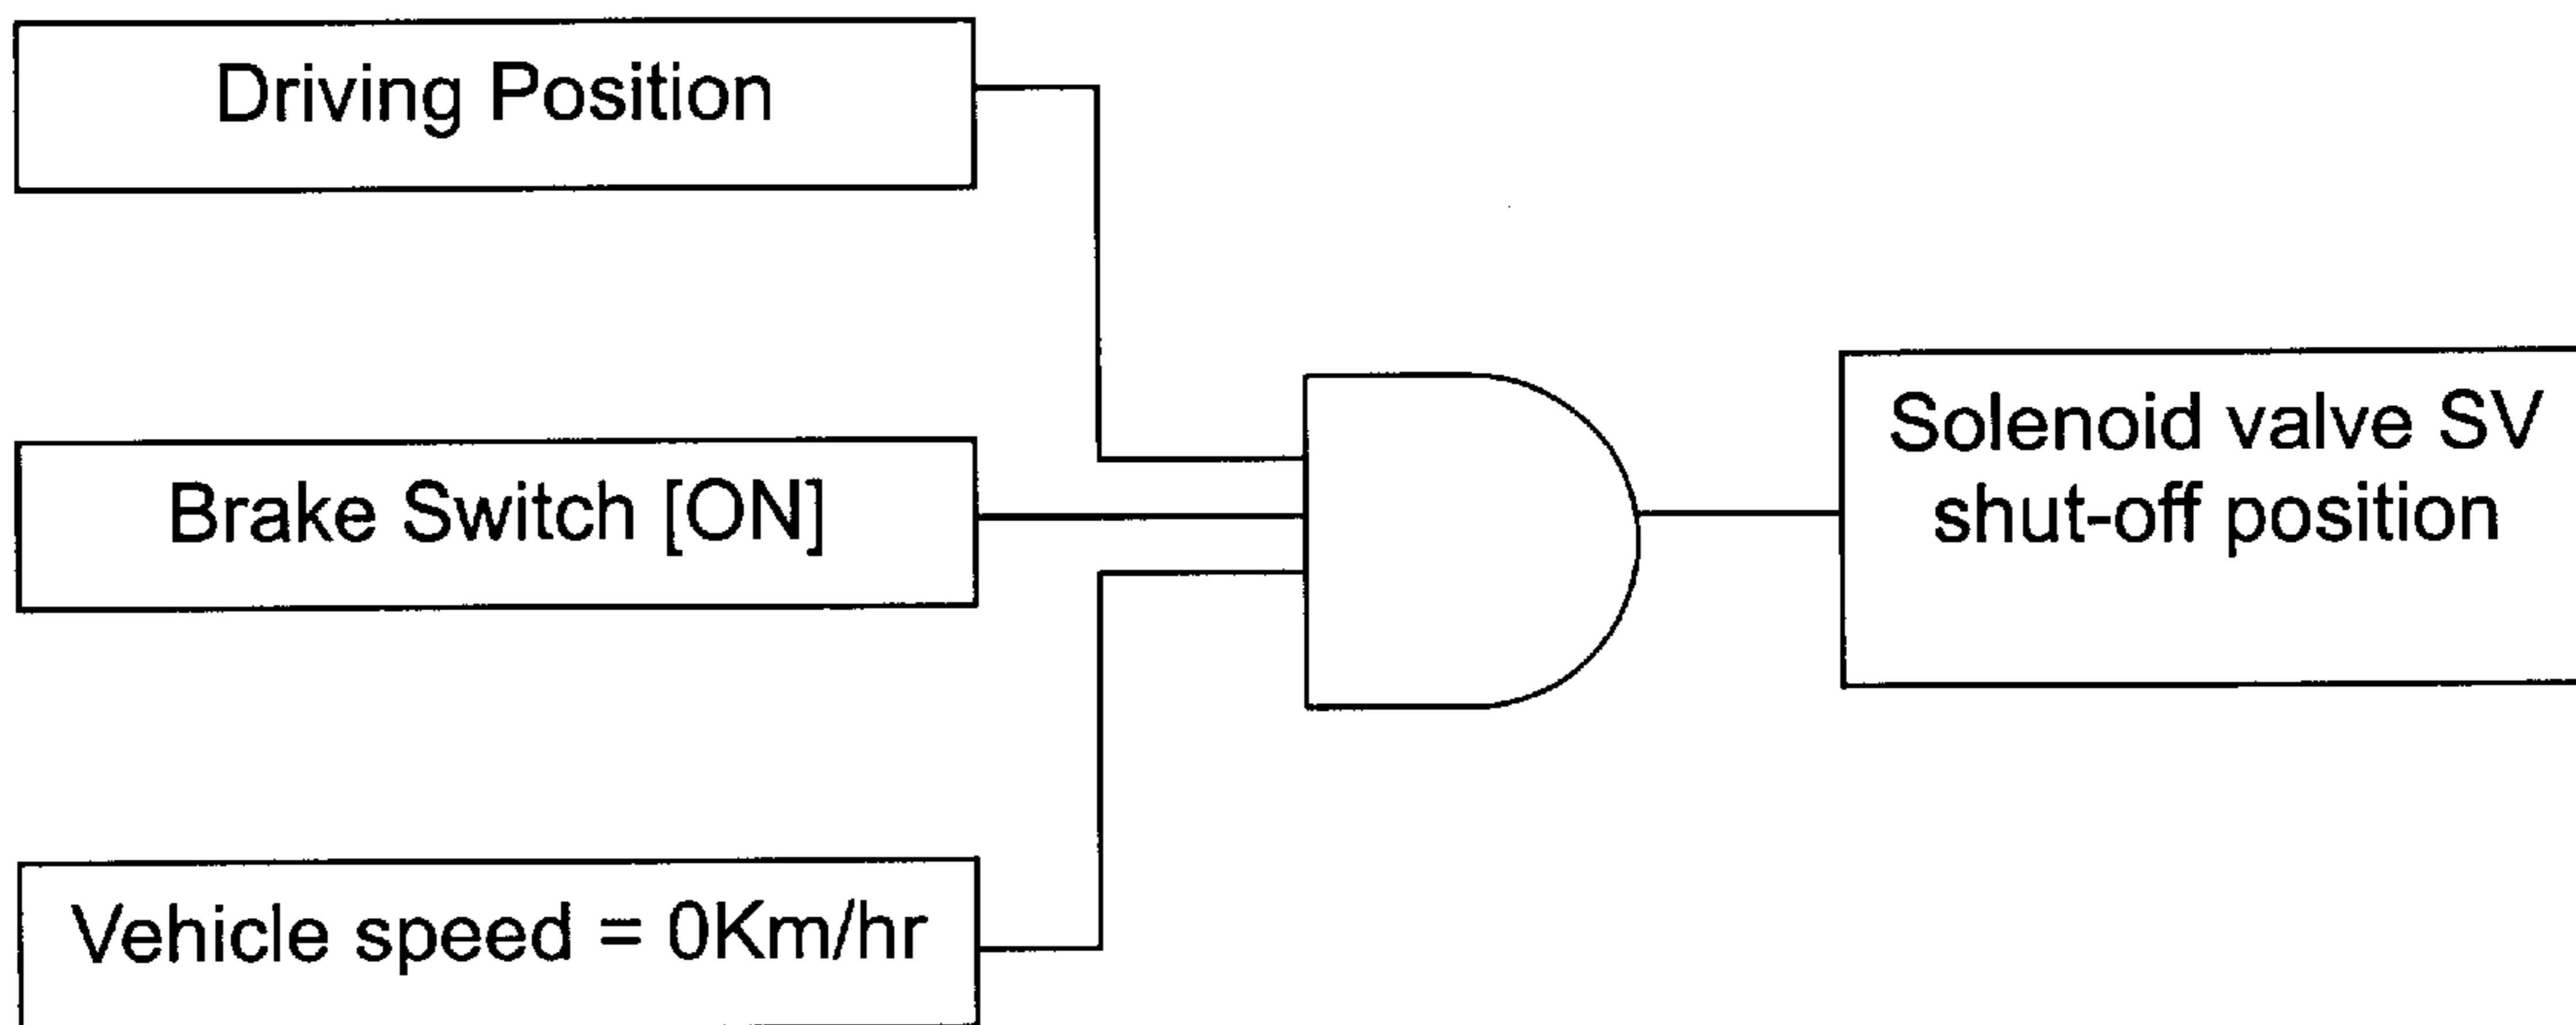 Driving Position
Brake Switch [ON]
Vehicle speed = 0Km/hr
Solenoid valve SV
shut-off position